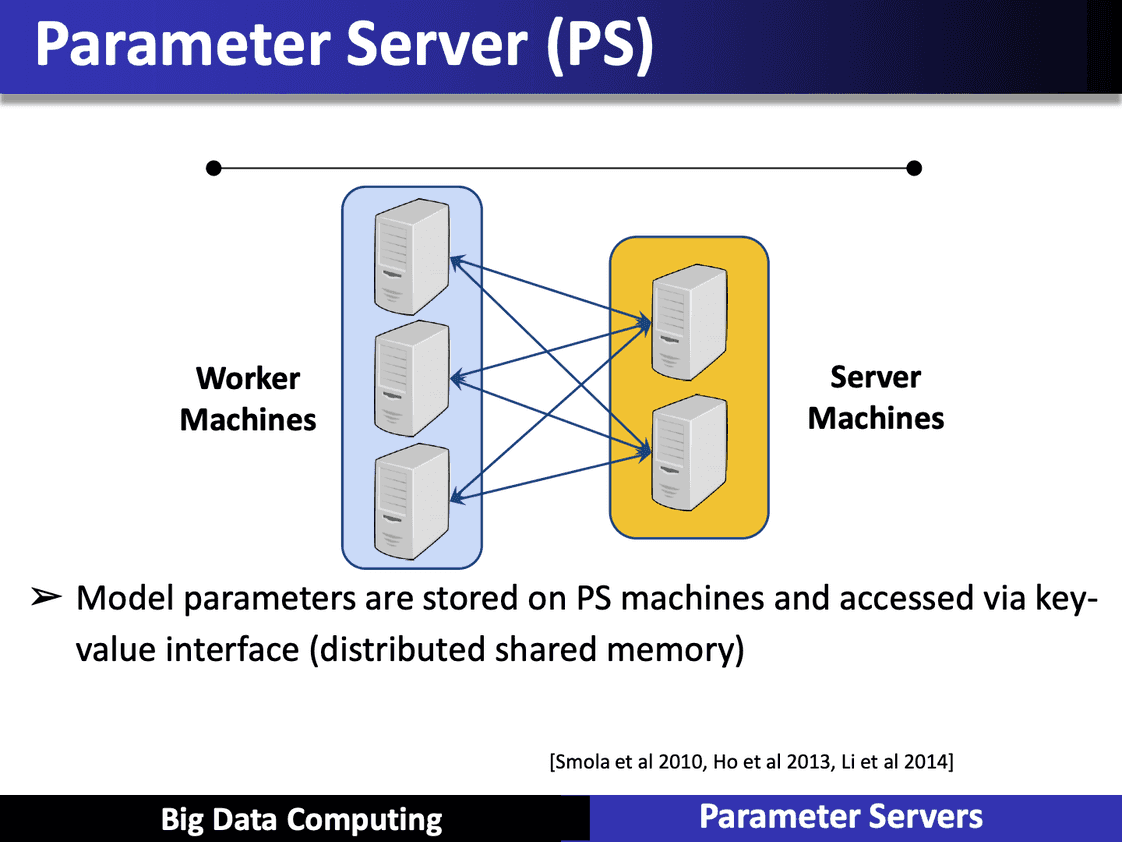 Parameter Server (PS)
Worker
Machines
Server
Machines
➢ Model parameters are stored on PS machines and accessed via key-
value interface (distributed shared memory)
[Smola et al 2010, Ho et al 2013, Li et al 2014]
Big Data Computing
Parameter Servers